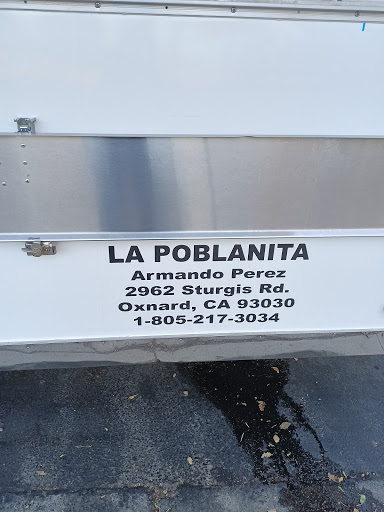 LA POBLANITA
Armando Perez
2962 Sturgis Rd.
Oxnard, CA 93030
1-805-217-3034